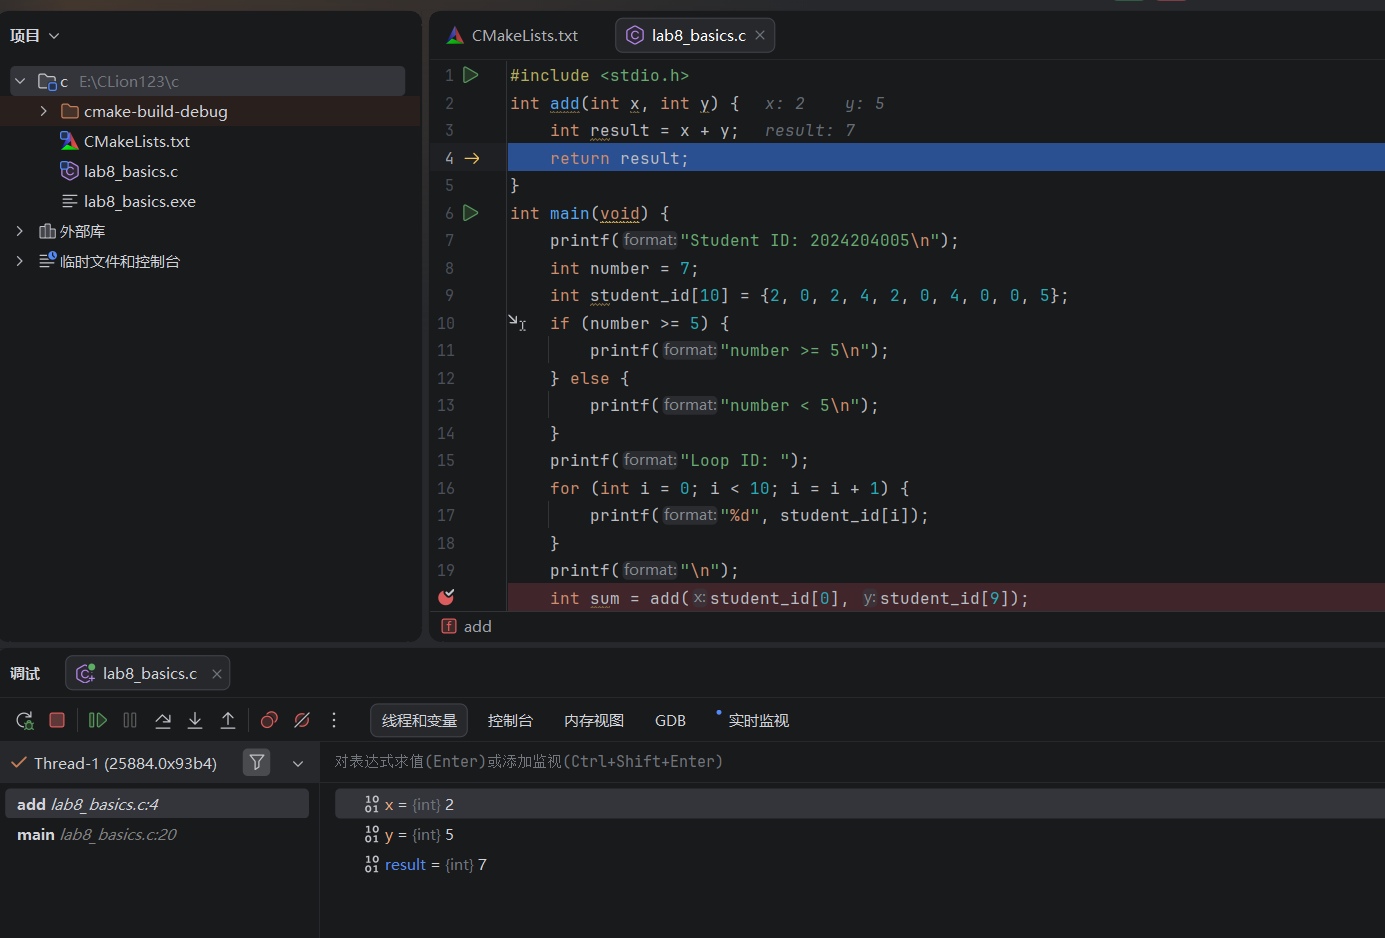 项目
c E:\CLion123\c
cmake-build-debug
CMakeLists.txt
lab8_basics.c
lab8_basics.exe
外部库
临时文件和控制台
CMakeLists.txt
lab8_basics.c
1 #include <stdio.h>
2 int add(int x, int y) { x: 2 y: 5
3 int result = x + y; result: 7
4 return result;
5 }
6 int main(void) {
7 printf(format:"Student ID: 2024204005\n");
8 int number = 7;
9 int student_id[10] = {2, 0, 2, 4, 2, 0, 4, 0, 0, 5};
10 if (number >= 5) {
11 printf(format:"number >= 5\n");
12 } else {
13 printf(format:"number < 5\n");
14 }
15 printf(format:"Loop ID: ");
16 for (int i = 0; i < 10; i = i + 1) {
17 printf(format:"%d", student_id[i]);
18 }
19 printf(format:"\n");
int sum = add(x:student_id[0], y:student_id[9]);
f add
调试
lab8_basics.c
线程和变量
控制台
内存视图
GDB
实时监视
Thread-1 (25884.0x93b4)
对表达式求值(Enter)或添加监视(Ctrl+Shift+Enter)
add lab8_basics.c:4
main lab8_basics.c:20
x = {int} 2
y = {int} 5
result = {int} 7